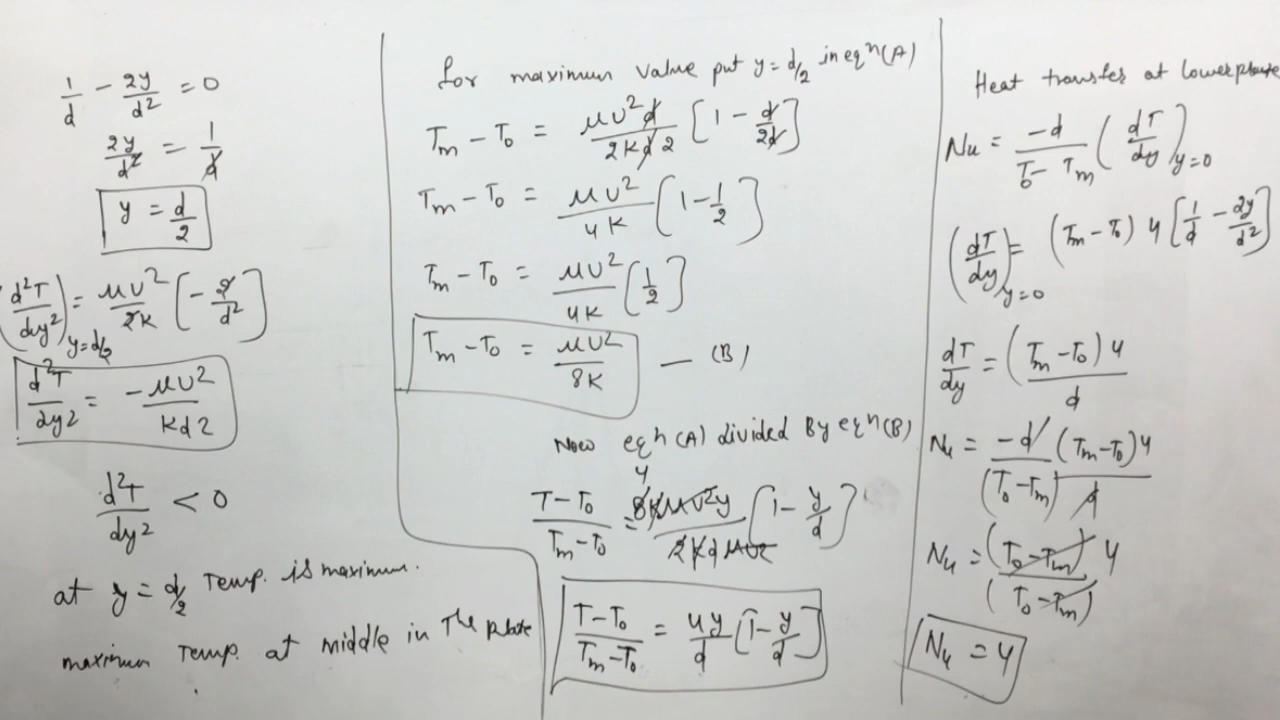 1/d - 2y/d² = 0
2y/d² = 1/d
y = d/2
(d²T/dy²)y=d/2 = μU²/2K [-2/d²]
d²T/dy² = -μU²/Kd2
d²T/dy² < 0
at y = d/2 Temp. is maximum.
maximum Temp. at middle in The plate
for maximum value put y = d/2 in eqⁿ(A)
Tm - T0 = μU²d/2Kd2 [1 - d/2d]
Tm - T0 = μU²/4K [1 - 1/2]
Tm - T0 = μU²/4K [1/2]
Tm - T0 = μU²/8K — (B)
Now eqⁿ(A) divided By eqⁿ(B)
4
T-T0/Tm-T0 = 8KμU²y/2KdμU2 [1 - y/d]
T-T0/Tm-T0 = 4y/d [1 - y/d]
Heat transfer at lower plate
Nu = -d/T0-Tm (dT/dy)y=0
(dT/dy)y=0 = (Tm - T0) 4 [1/d - 2y/d²]
dT/dy = (Tm - T0) 4/d
Nu = -d/(T0-Tm) (Tm-T0)4/d
Nu = (T0-Tm) 4/(T0-Tm)
Nu = 4